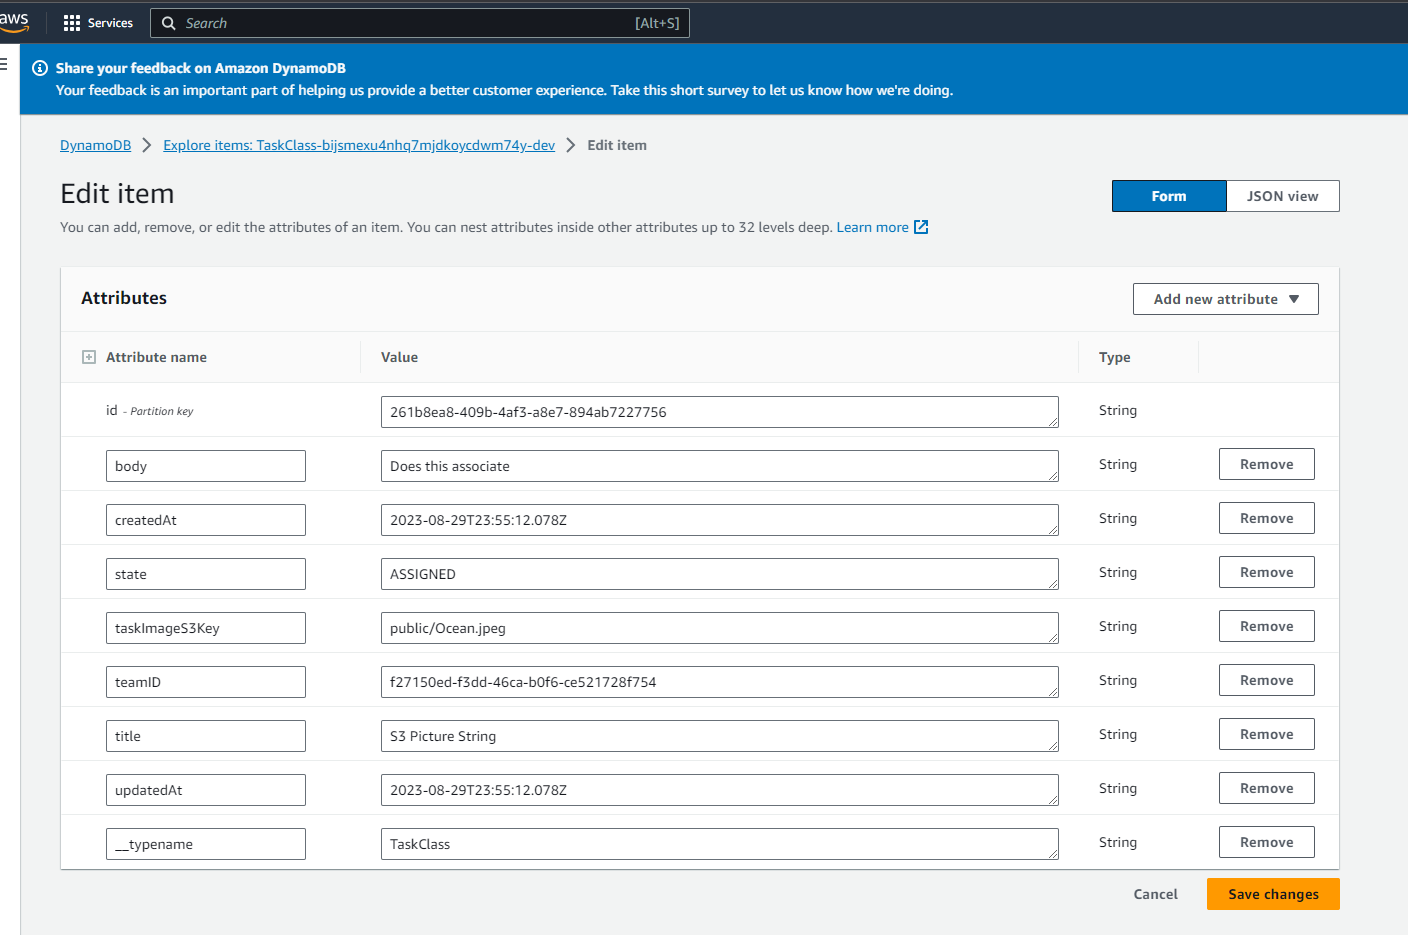 aws
Services
Search
[Alt+S]
Share your feedback on Amazon DynamoDB
Your feedback is an important part of helping us provide a better customer experience. Take this short survey to let us know how we're doing.
DynamoDB > Explore items: TaskClass-bijsmexu4nhq7mjdkoycdwm74y-dev > Edit item
Edit item
Form
JSON view
You can add, remove, or edit the attributes of an item. You can nest attributes inside other attributes up to 32 levels deep. Learn more
Attributes
Add new attribute
Attribute name Value Type
id - Partition key 261b8ea8-409b-4af3-a8e7-894ab7227756 String
body Does this associate String Remove
createdAt 2023-08-29T23:55:12.078Z String Remove
state ASSIGNED String Remove
taskImageS3Key public/Ocean.jpeg String Remove
teamID f27150ed-f3dd-46ca-b0f6-ce521728f754 String Remove
title S3 Picture String String Remove
updatedAt 2023-08-29T23:55:12.078Z String Remove
__typename TaskClass String Remove
Cancel
Save changes